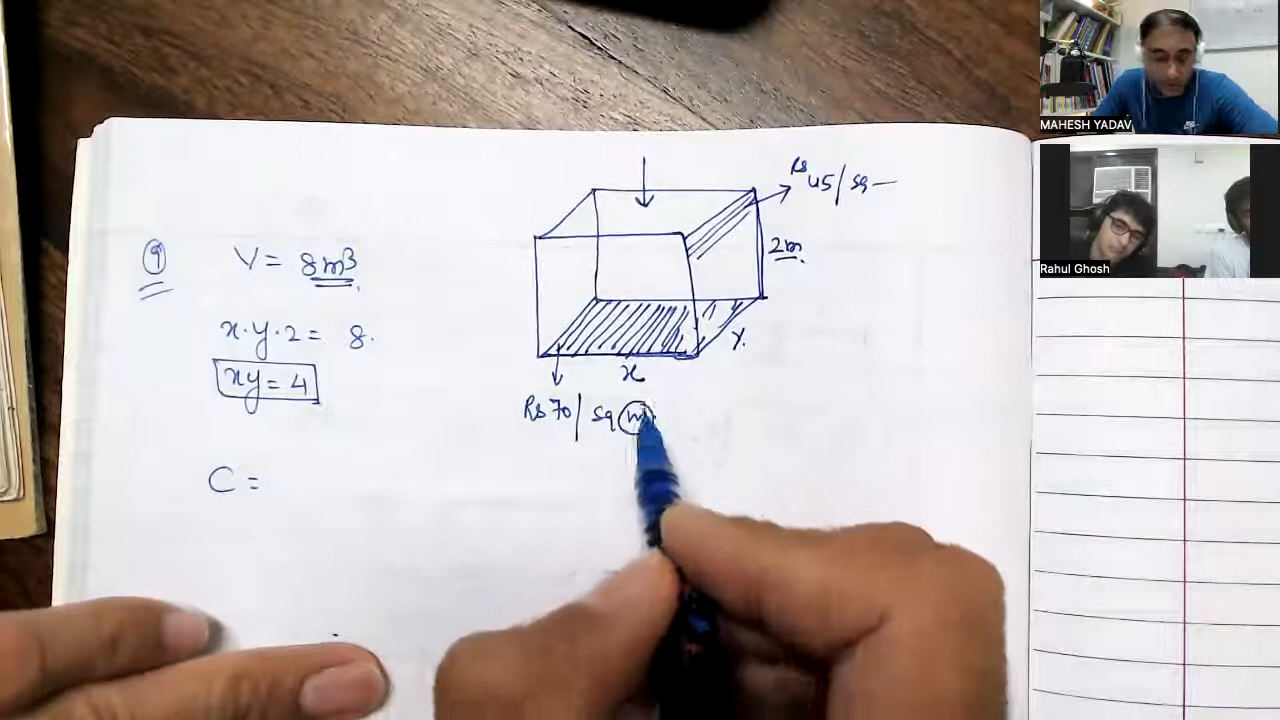 MAHESH YADAV
Rahul Ghosh
9
V = 8m³.
x·y·2 = 8.
xy = 4
C =
Rs 45/sq
2m.
y.
x
Rs 70/sq m